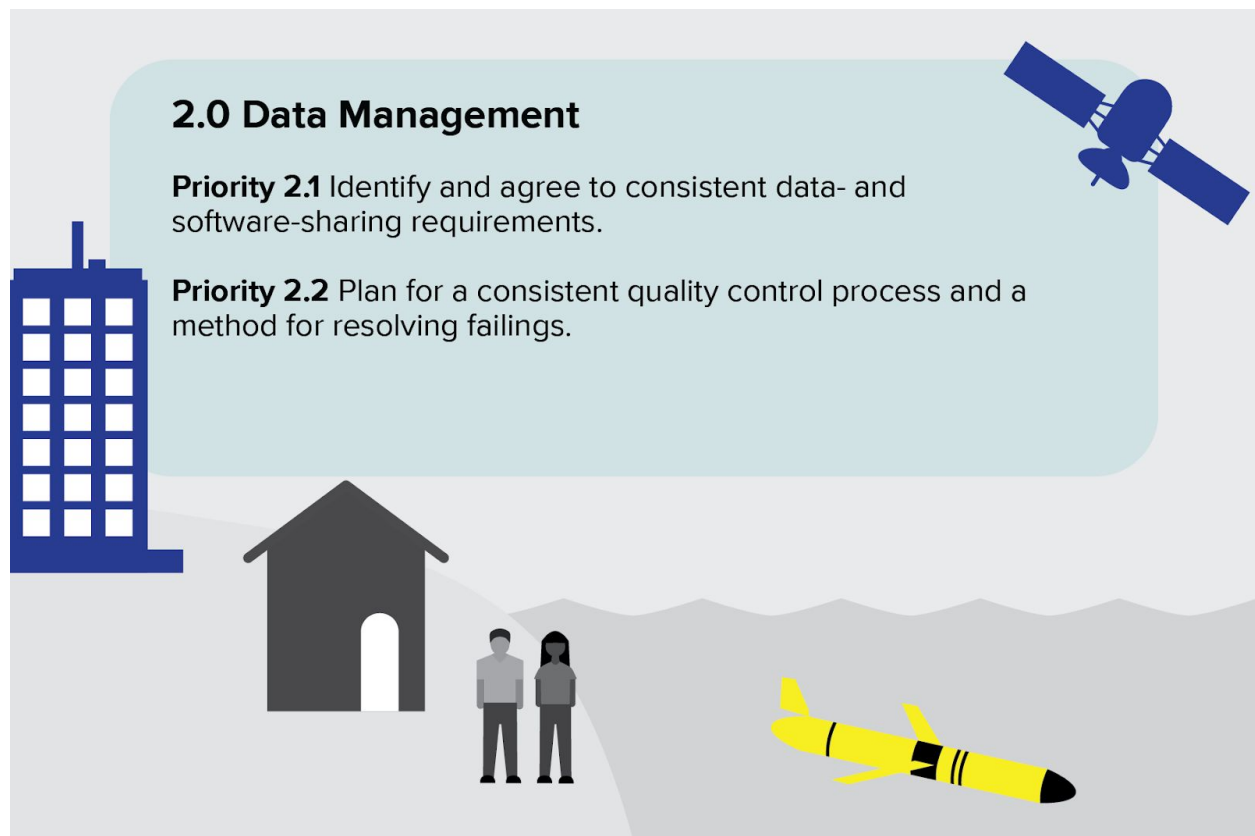 2.0 Data Management
Priority 2.1 Identify and agree to consistent data- and
software-sharing requirements.
Priority 2.2 Plan for a consistent quality control process and a
method for resolving failings.